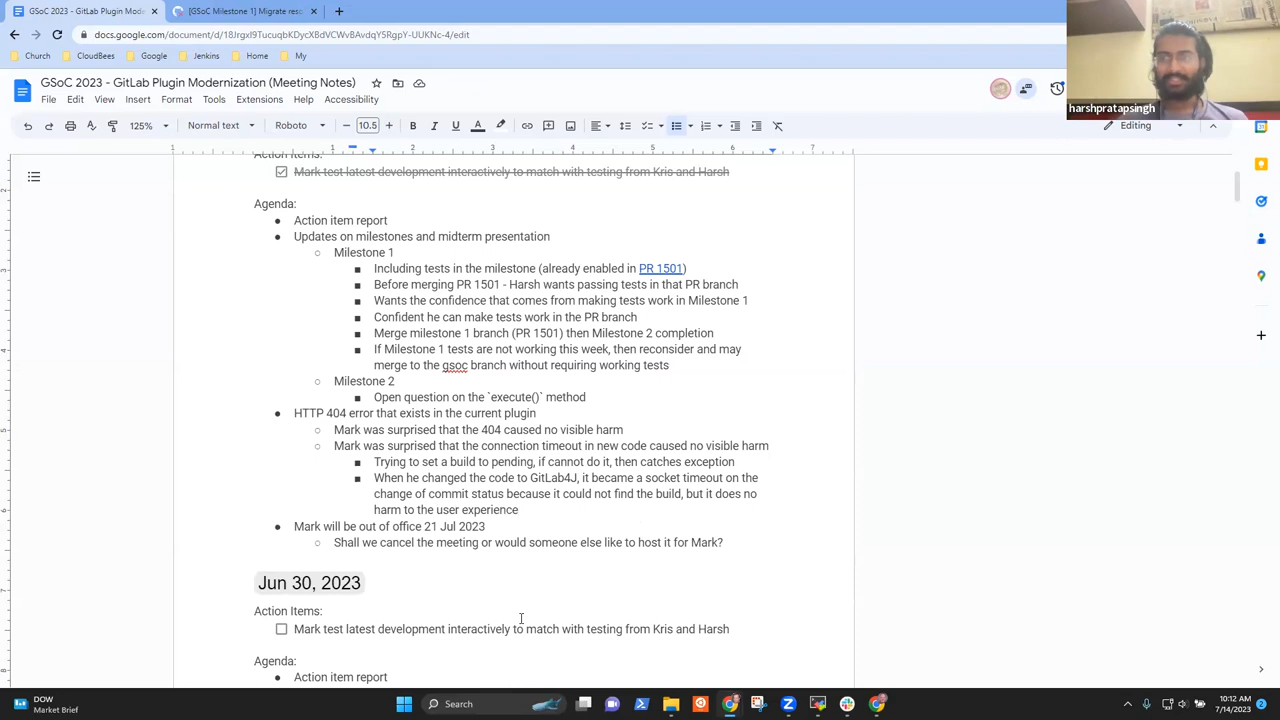 GSoC 2023 - GitLab Plugin Mod
[GSoC Milestone 1] Migrate res
docs.google.com/document/d/18JrgxI9TucuqbKDycXBdVCWvBAvdqY5RgpY-UUKNc-4/edit
Church CloudBees Google Jenkins Home My
GSoC 2023 - GitLab Plugin Modernization (Meeting Notes)
File Edit View Insert Format Tools Extensions Help Accessibility
harshpratapsingh
125% Normal text Roboto 10.5 Editing
1 1 2 3 4 5 6 7
Action Items:
Mark test latest development interactively to match with testing from Kris and Harsh
Agenda:
Action item report
Updates on milestones and midterm presentation
Milestone 1
Including tests in the milestone (already enabled in PR 1501)
Before merging PR 1501 - Harsh wants passing tests in that PR branch
Wants the confidence that comes from making tests work in Milestone 1
Confident he can make tests work in the PR branch
Merge milestone 1 branch (PR 1501) then Milestone 2 completion
If Milestone 1 tests are not working this week, then reconsider and may
merge to the gsoc branch without requiring working tests
Milestone 2
Open question on the `execute()` method
HTTP 404 error that exists in the current plugin
Mark was surprised that the 404 caused no visible harm
Mark was surprised that the connection timeout in new code caused no visible harm
Trying to set a build to pending, if cannot do it, then catches exception
When he changed the code to GitLab4J, it became a socket timeout on the
change of commit status because it could not find the build, but it does no
harm to the user experience
Mark will be out of office 21 Jul 2023
Shall we cancel the meeting or would someone else like to host it for Mark?
Jun 30, 2023
Action Items:
Mark test latest development interactively to match with testing from Kris and Harsh
Agenda:
Action item report
DOW
Market Brief
Search
10:12 AM
7/14/2023